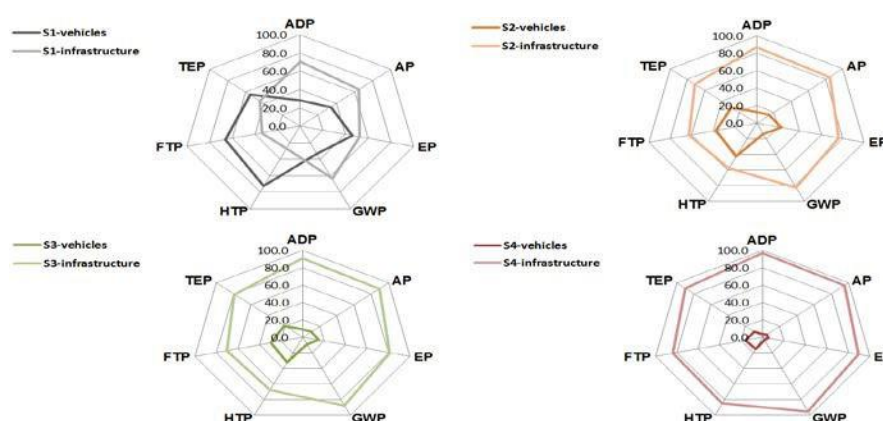 S1-vehicles
S1-infrastructure
ADP
100.0
80.0
60.0
40.0
20.0
0.0
AP
EP
GWP
HTP
FTP
TEP
S2-vehicles
S2-infrastructure
ADP
100.0
80.0
60.0
40.0
20.0
0.0
AP
EP
GWP
HTP
FTP
TEP
S3-vehicles
S3-infrastructure
ADP
100.0
80.0
60.0
40.0
20.0
0.0
AP
EP
GWP
HTP
FTP
TEP
S4-vehicles
S4-infrastructure
ADP
100.0
80.0
60.0
40.0
20.0
0.0
AP
E
GWP
HTP
FTP
TEP